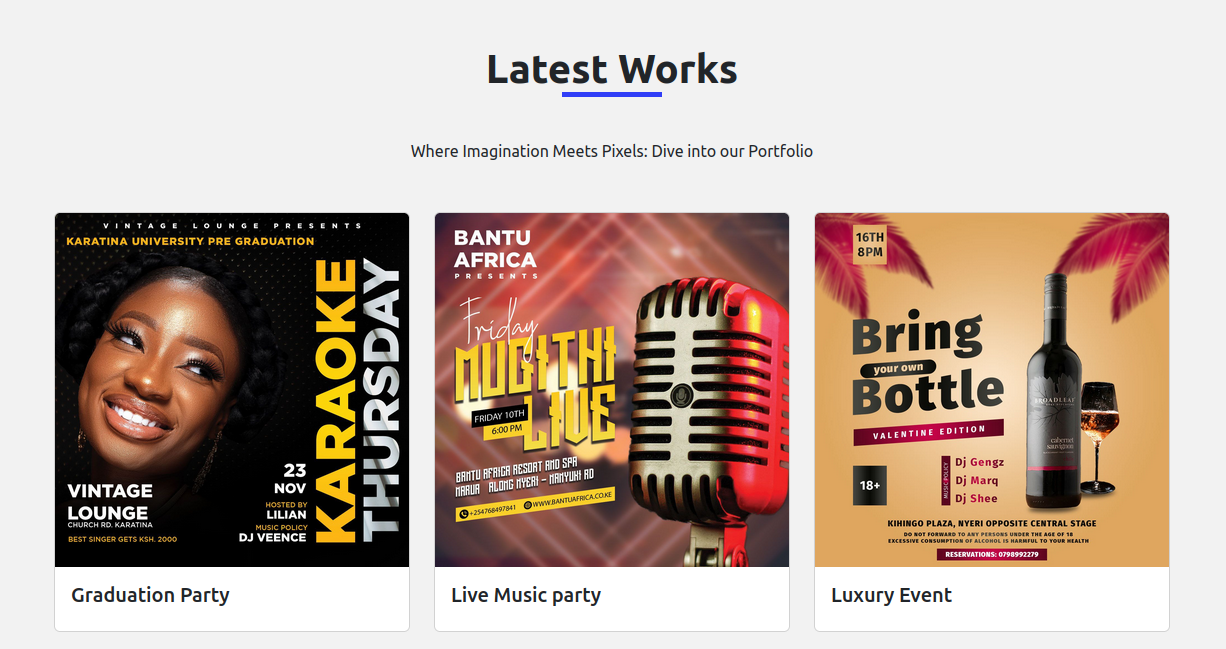 Latest Works
Where Imagination Meets Pixels: Dive into our Portfolio
VINTAGE LOUNGE PRESENTS
KARATINA UNIVERSITY PRE GRADUATION
KARAOKE
THURSDAY
23
NOV
HOSTED BY
LILIAN
MUSIC POLICY
DJ VEENCE
VINTAGE
LOUNGE
CHURCH RD. KARATINA
BEST SINGER GETS KSH. 2000
Graduation Party
BANTU
AFRICA
PRESENTS
Friday
MUGITHI
LIVE
FRIDAY 10TH
6:00 PM
BANTU AFRICA RESORT AND SPA
NARUA ALONG NYERI - NANYUKI RD
+254768497841 WWW.BANTUAFRICA.CO.KE
Live Music party
16TH
8PM
Bring
your own
Bottle
VALENTINE EDITION
BROADLEAF
cabernet
sauvignon
18+
MUSIC POLICY
Dj Gengz
Dj Marq
Dj Shee
KIHINGO PLAZA, NYERI OPPOSITE CENTRAL STAGE
DO NOT FORWARD TO ANY PERSONS UNDER THE AGE OF 18
EXCESSIVE CONSUMPTION OF ALCOHOL IS HARMFUL TO YOUR HEALTH
RESERVATIONS: 0798992279
Luxury Event